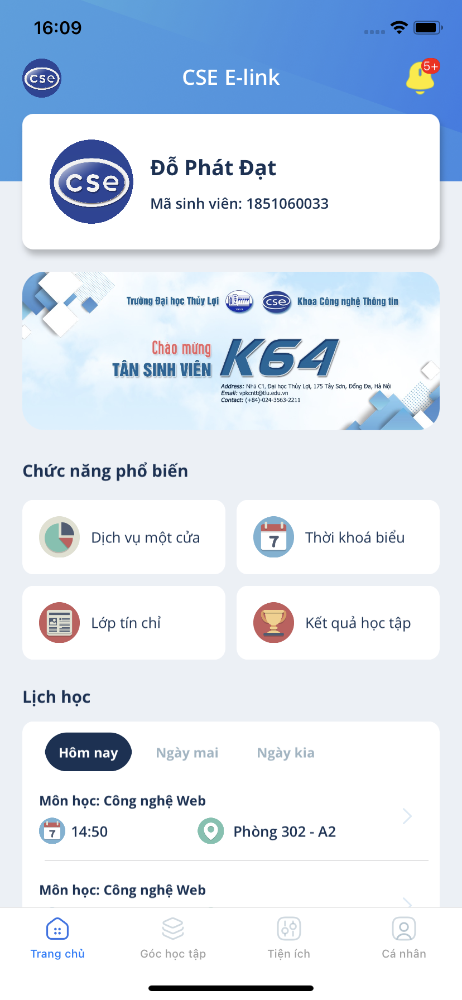 16:09
cse
CSE E-link
5+
cse
Đỗ Phát Đạt
Mã sinh viên: 1851060033
Trường Đại học Thủy Lợi
1959
cse
Khoa Công nghệ Thông tin
Chào mừng
TÂN SINH VIÊN
K64
Address: Nhà C1, Đại học Thủy Lợi, 175 Tây Sơn, Đống Đa, Hà Nội
Email: vpkcntt@tlu.edu.vn
Contact: (+84)-024-3563-2211
Chức năng phổ biến
Dịch vụ một cửa
7
Thời khoá biểu
Lớp tín chỉ
Kết quả học tập
Lịch học
Hôm nay
Ngày mai
Ngày kia
Môn học: Công nghệ Web
7
14:50
Phòng 302 - A2
Môn học: Công nghệ Web
Trang chủ
Góc học tập
Tiện ích
Cá nhân